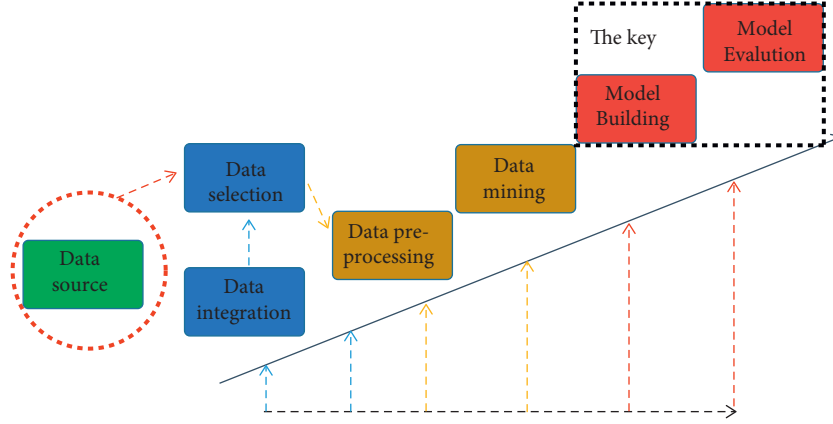 Data
source
Data
selection
Data
integration
Data pre-
processing
Data
mining
The key
Model
Building
Model
Evalution